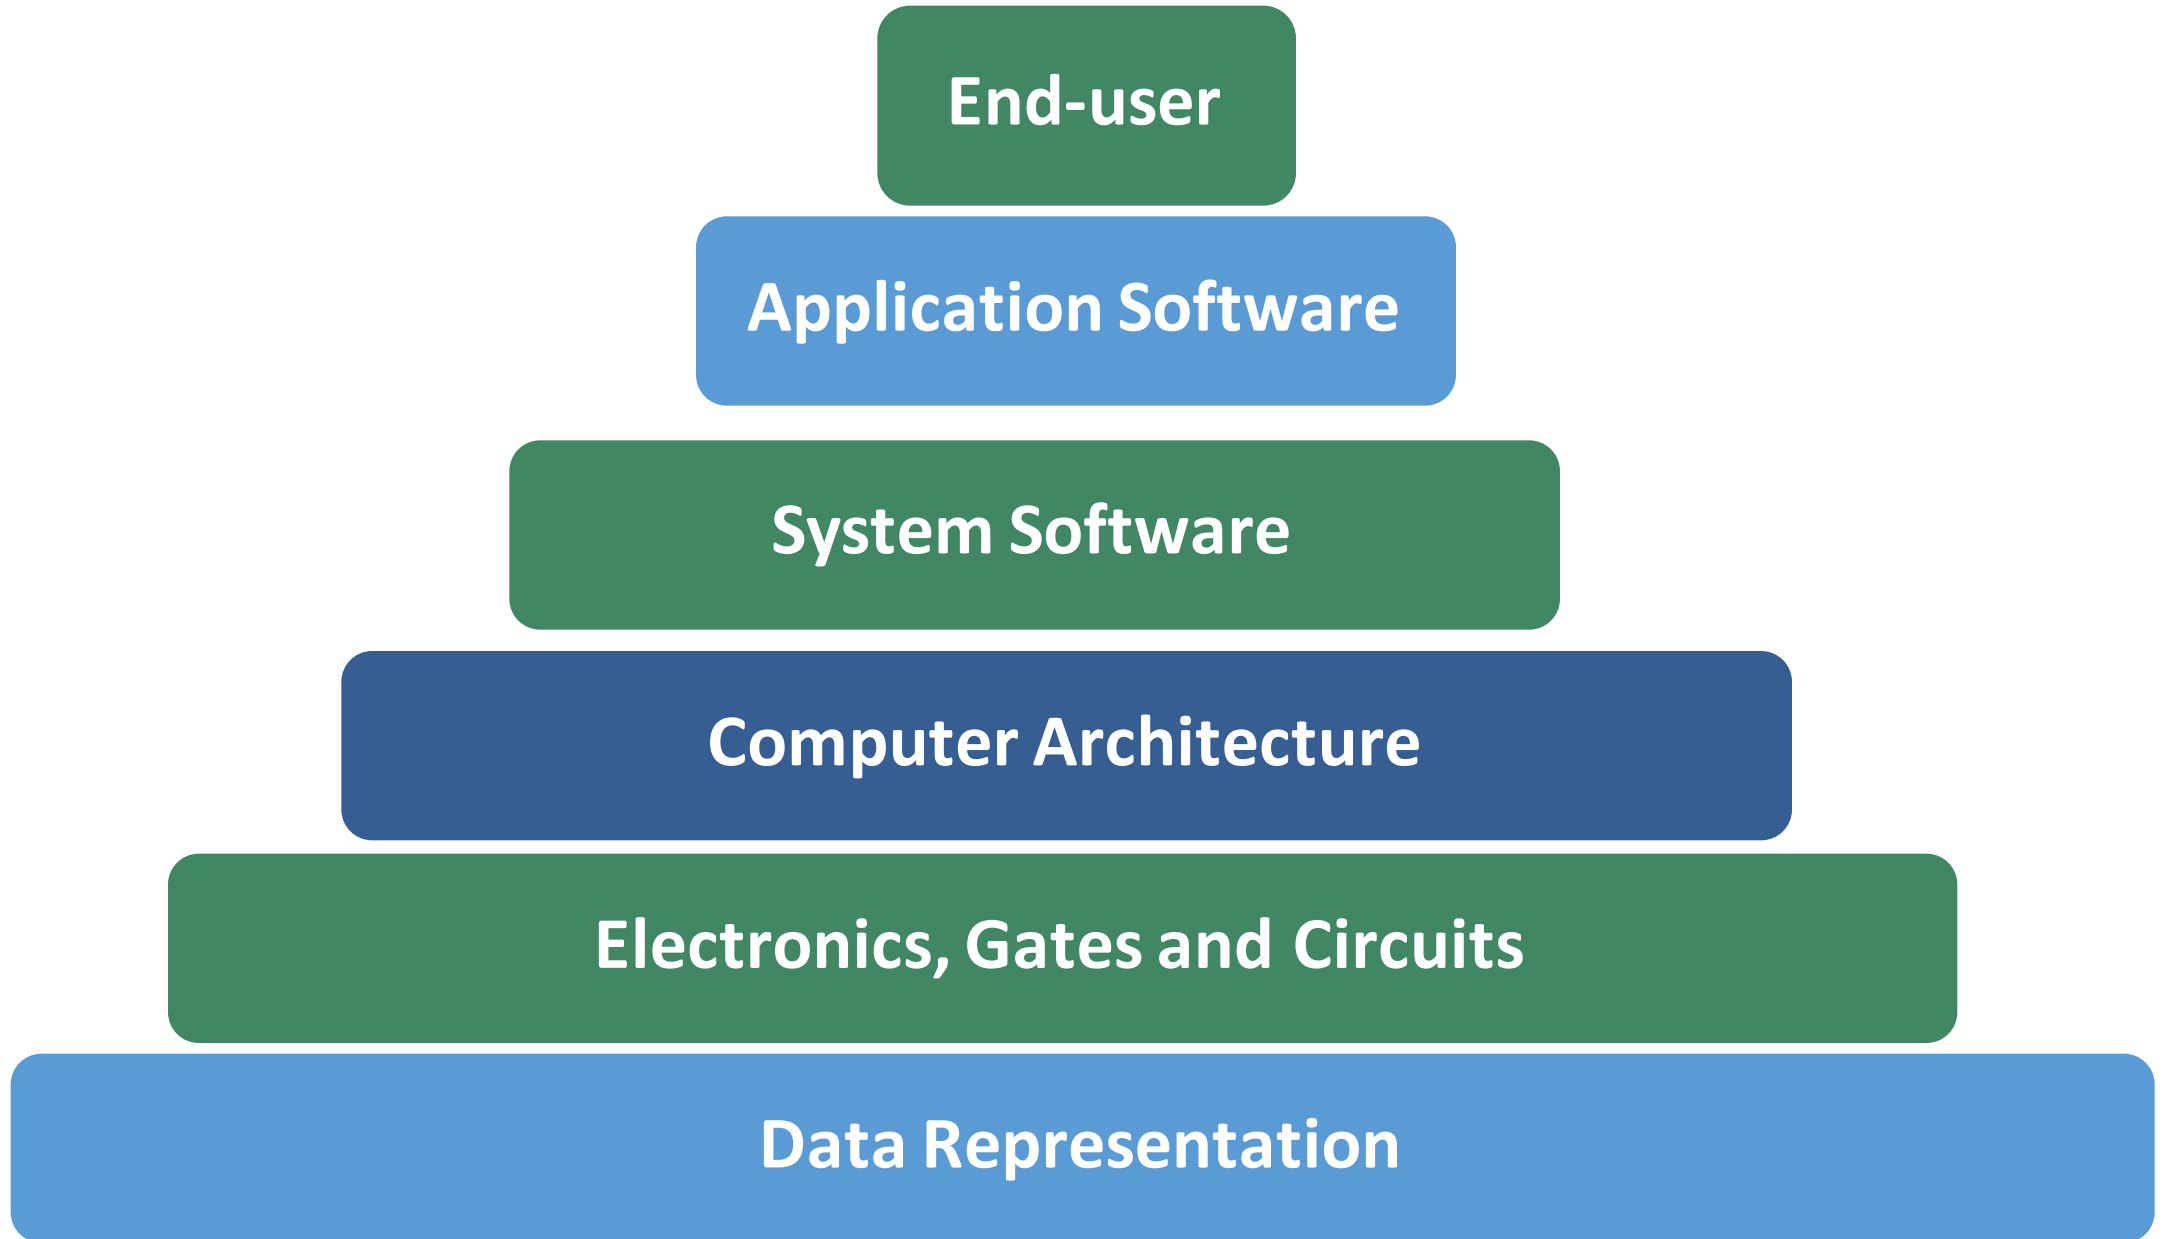 End-user
Application Software
System Software
Computer Architecture
Electronics, Gates and Circuits
Data Representation